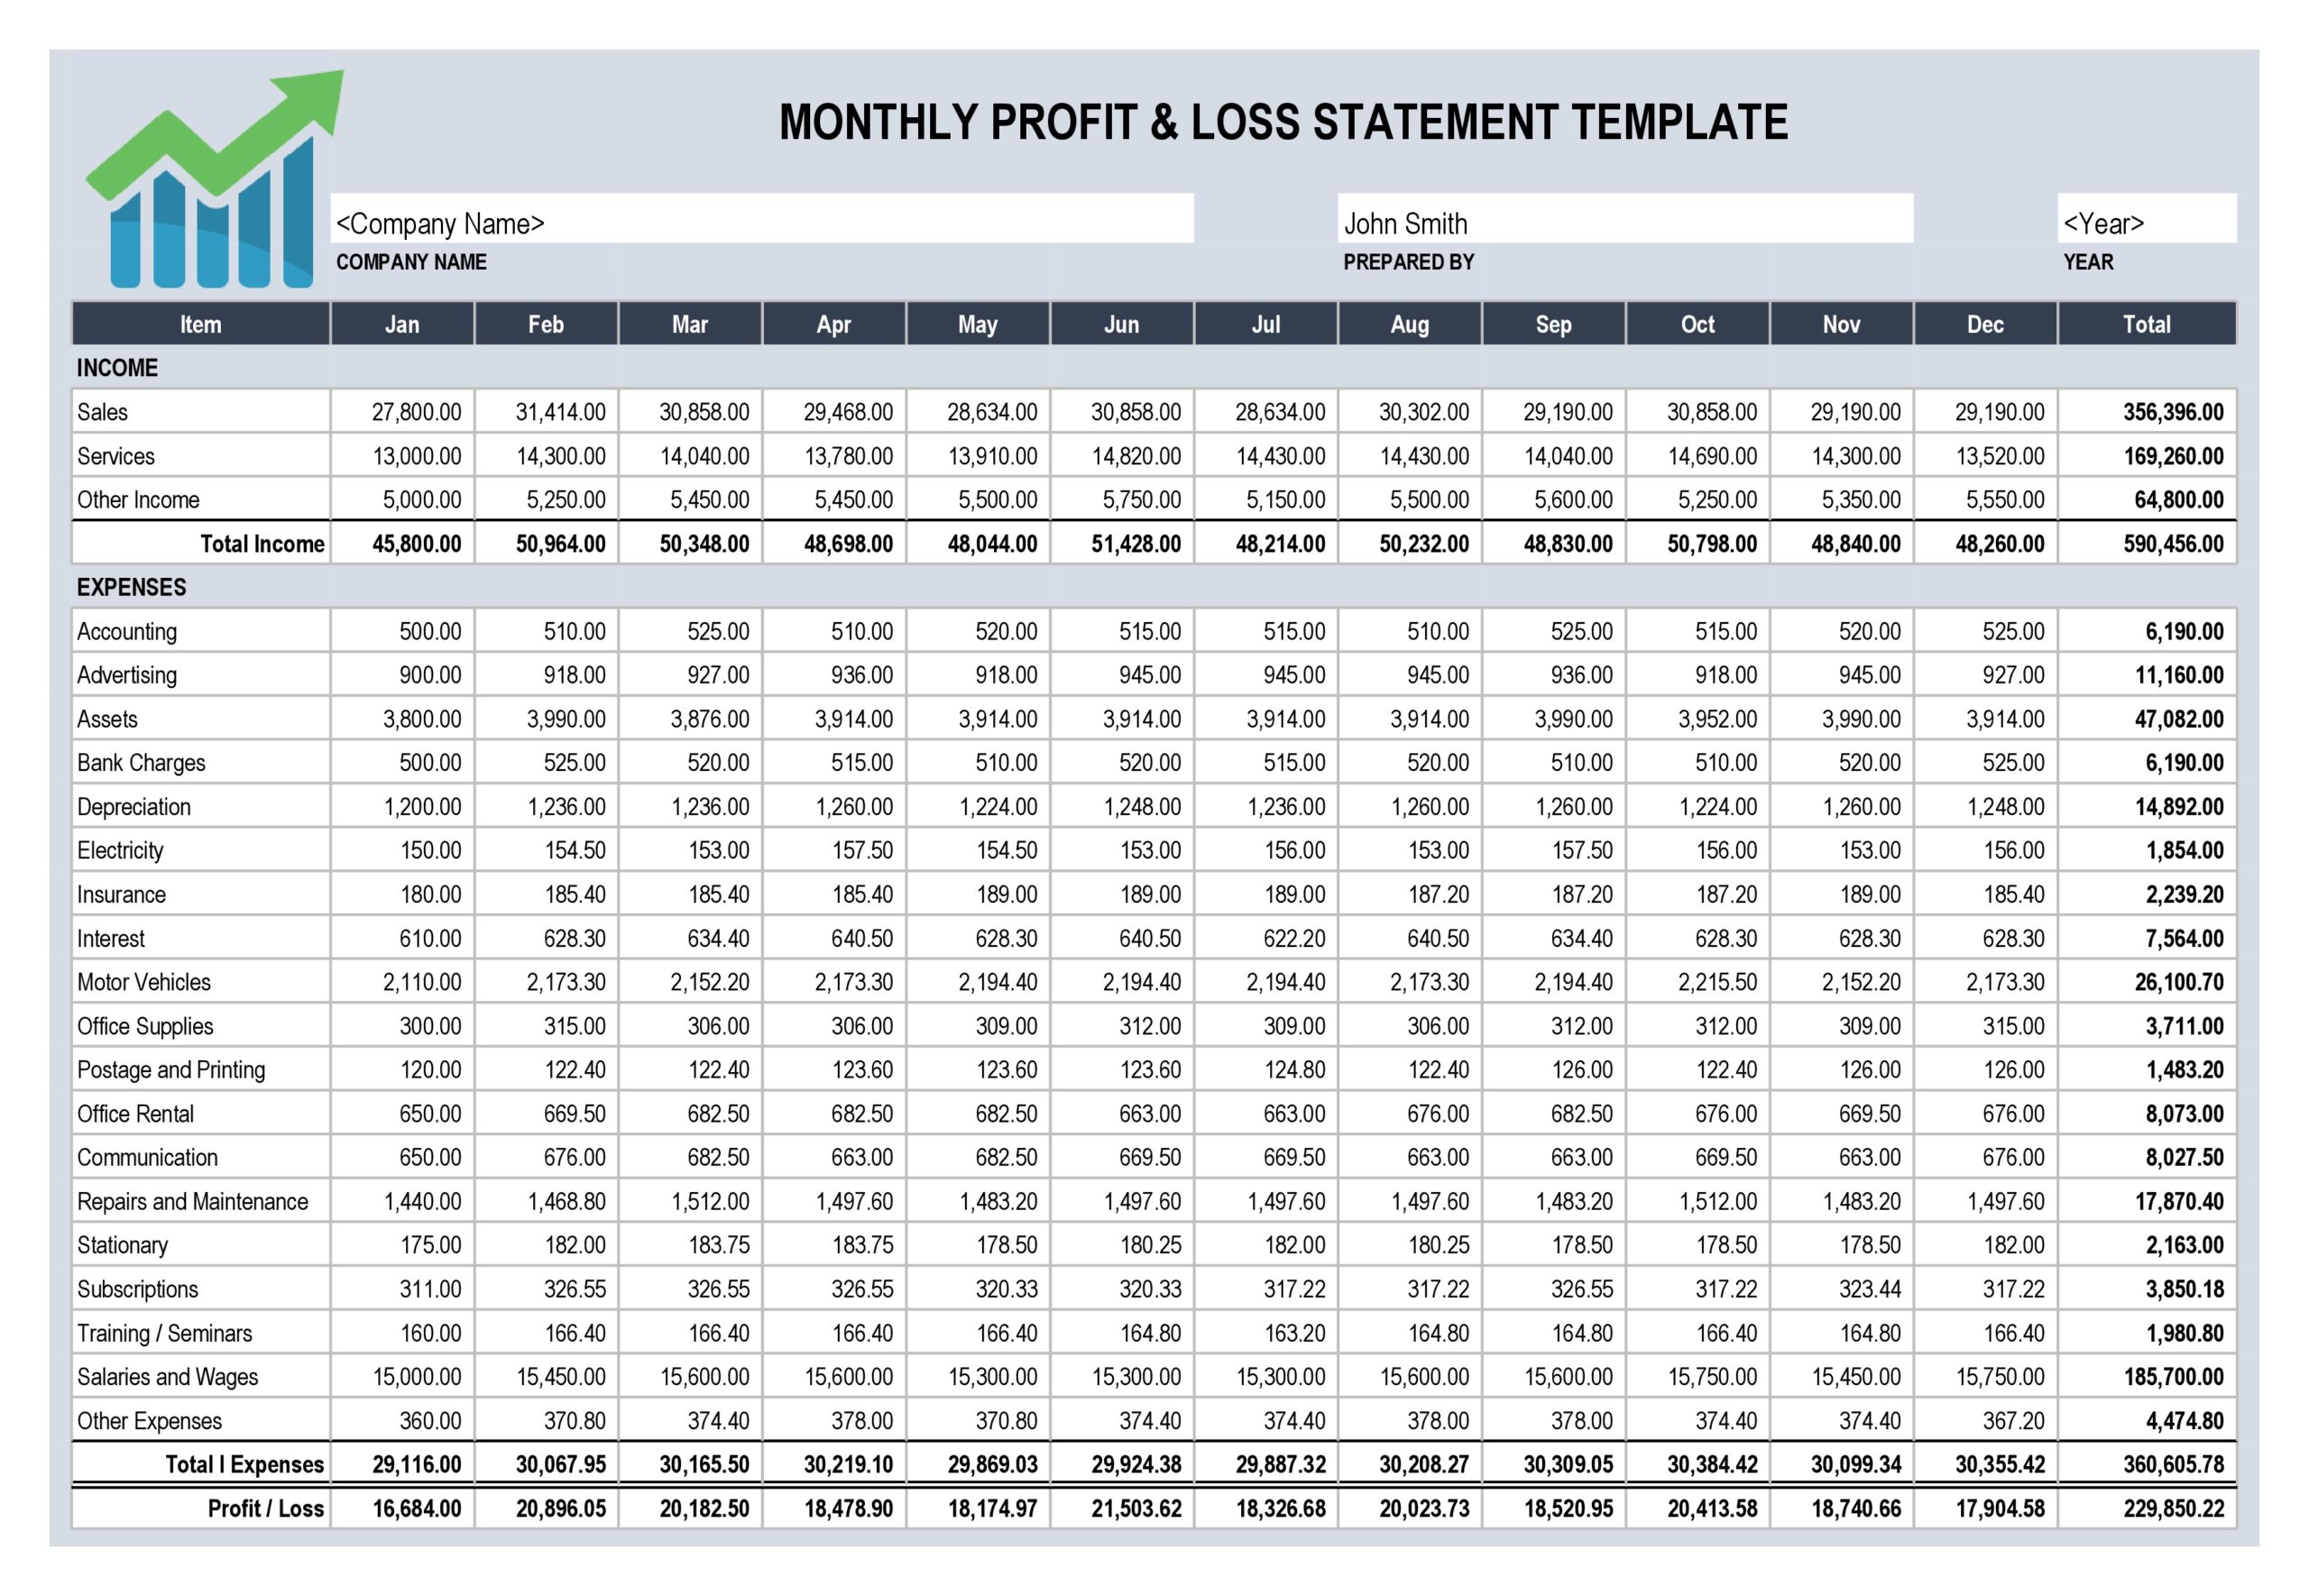 MONTHLY PROFIT & LOSS STATEMENT TEMPLATE
<Company Name> John Smith <Year>
COMPANY NAME PREPARED BY YEAR
Item Jan Feb Mar Apr May Jun Jul Aug Sep Oct Nov Dec Total
INCOME
Sales 27,800.00 31,414.00 30,858.00 29,468.00 28,634.00 30,858.00 28,634.00 30,302.00 29,190.00 30,858.00 29,190.00 29,190.00 356,396.00
Services 13,000.00 14,300.00 14,040.00 13,780.00 13,910.00 14,820.00 14,430.00 14,430.00 14,040.00 14,690.00 14,300.00 13,520.00 169,260.00
Other Income 5,000.00 5,250.00 5,450.00 5,450.00 5,500.00 5,750.00 5,150.00 5,500.00 5,600.00 5,250.00 5,350.00 5,550.00 64,800.00
Total Income 45,800.00 50,964.00 50,348.00 48,698.00 48,044.00 51,428.00 48,214.00 50,232.00 48,830.00 50,798.00 48,840.00 48,260.00 590,456.00
EXPENSES
Accounting 500.00 510.00 525.00 510.00 520.00 515.00 515.00 510.00 525.00 515.00 520.00 525.00 6,190.00
Advertising 900.00 918.00 927.00 936.00 918.00 945.00 945.00 945.00 936.00 918.00 945.00 927.00 11,160.00
Assets 3,800.00 3,990.00 3,876.00 3,914.00 3,914.00 3,914.00 3,914.00 3,914.00 3,990.00 3,952.00 3,990.00 3,914.00 47,082.00
Bank Charges 500.00 525.00 520.00 515.00 510.00 520.00 515.00 520.00 510.00 510.00 520.00 525.00 6,190.00
Depreciation 1,200.00 1,236.00 1,236.00 1,260.00 1,224.00 1,248.00 1,236.00 1,260.00 1,260.00 1,224.00 1,260.00 1,248.00 14,892.00
Electricity 150.00 154.50 153.00 157.50 154.50 153.00 156.00 153.00 157.50 156.00 153.00 156.00 1,854.00
Insurance 180.00 185.40 185.40 185.40 189.00 189.00 189.00 187.20 187.20 187.20 189.00 185.40 2,239.20
Interest 610.00 628.30 634.40 640.50 628.30 640.50 622.20 640.50 634.40 628.30 628.30 628.30 7,564.00
Motor Vehicles 2,110.00 2,173.30 2,152.20 2,173.30 2,194.40 2,194.40 2,194.40 2,173.30 2,194.40 2,215.50 2,152.20 2,173.30 26,100.70
Office Supplies 300.00 315.00 306.00 306.00 309.00 312.00 309.00 306.00 312.00 312.00 309.00 315.00 3,711.00
Postage and Printing 120.00 122.40 122.40 123.60 123.60 123.60 124.80 122.40 126.00 122.40 126.00 126.00 1,483.20
Office Rental 650.00 669.50 682.50 682.50 682.50 663.00 663.00 676.00 682.50 676.00 669.50 676.00 8,073.00
Communication 650.00 676.00 682.50 663.00 682.50 669.50 669.50 663.00 663.00 669.50 663.00 676.00 8,027.50
Repairs and Maintenance 1,440.00 1,468.80 1,512.00 1,497.60 1,483.20 1,497.60 1,497.60 1,497.60 1,483.20 1,512.00 1,483.20 1,497.60 17,870.40
Stationary 175.00 182.00 183.75 183.75 178.50 180.25 182.00 180.25 178.50 178.50 178.50 182.00 2,163.00
Subscriptions 311.00 326.55 326.55 326.55 320.33 320.33 317.22 317.22 326.55 317.22 323.44 317.22 3,850.18
Training / Seminars 160.00 166.40 166.40 166.40 166.40 164.80 163.20 164.80 164.80 166.40 164.80 166.40 1,980.80
Salaries and Wages 15,000.00 15,450.00 15,600.00 15,600.00 15,300.00 15,300.00 15,300.00 15,600.00 15,600.00 15,750.00 15,450.00 15,750.00 185,700.00
Other Expenses 360.00 370.80 374.40 378.00 370.80 374.40 374.40 378.00 378.00 374.40 374.40 367.20 4,474.80
Total l Expenses 29,116.00 30,067.95 30,165.50 30,219.10 29,869.03 29,924.38 29,887.32 30,208.27 30,309.05 30,384.42 30,099.34 30,355.42 360,605.78
Profit / Loss 16,684.00 20,896.05 20,182.50 18,478.90 18,174.97 21,503.62 18,326.68 20,023.73 18,520.95 20,413.58 18,740.66 17,904.58 229,850.22